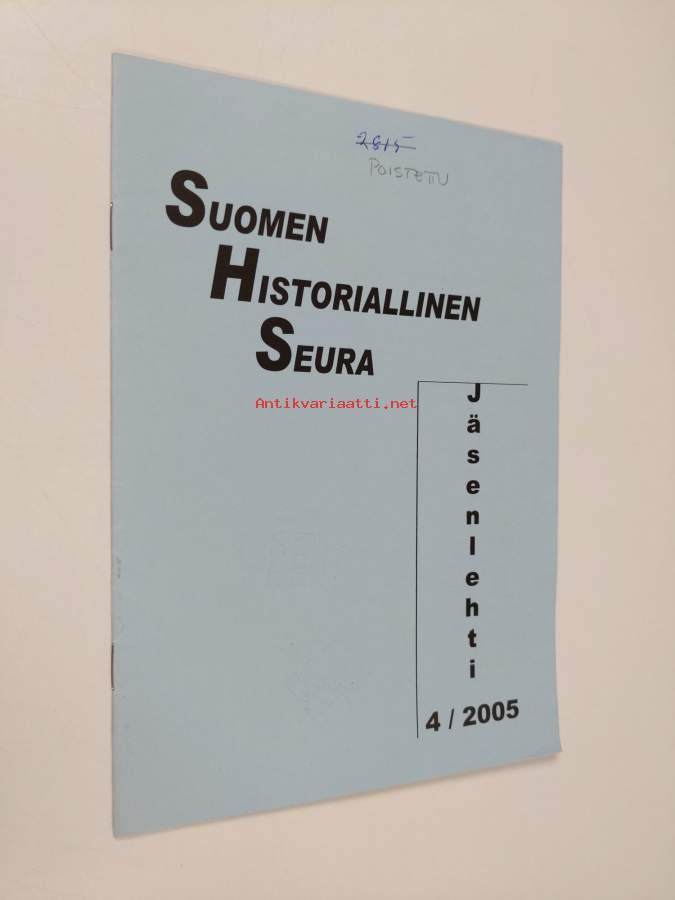 2815
POISTETTU
SUOMEN
HISTORIALLINEN
SEURA
Antikvariaatti.net
Jäsenlehti
4 / 2005